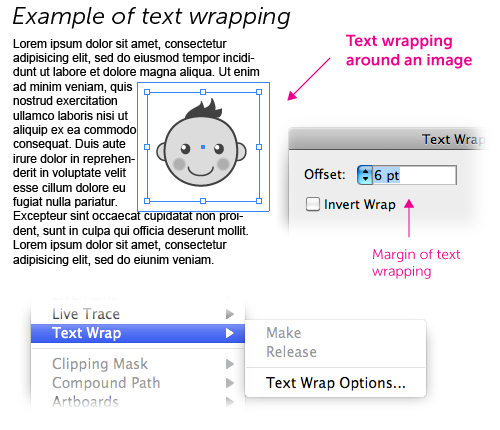 Example of text wrapping
Lorem ipsum dolor sit amet, consectetur
adipisicing elit, sed do eiusmod tempor incidi-
dunt ut labore et dolore magna aliqua. Ut enim
ad minim veniam, quis
nostrud exercitation
ullamco laboris nisi ut
aliquip ex ea commodo
consequat. Duis aute
irure dolor in reprehen-
derit in voluptate velit
esse cillum dolore eu
fugiat nulla pariatur.
Excepteur sint occaecat cupidatat non proi-
dent, sunt in culpa qui officia deserunt mollit.
Lorem ipsum dolor sit amet, consectetur
adipisicing elit, sed do eiunim veniam.
Text wrapping
around an image
Text Wrap
Offset: 6 pt
Invert Wrap
Margin of text
wrapping
Live Trace
Text Wrap
Clipping Mask
Compound Path
Artboards
Make
Release
Text Wrap Options...